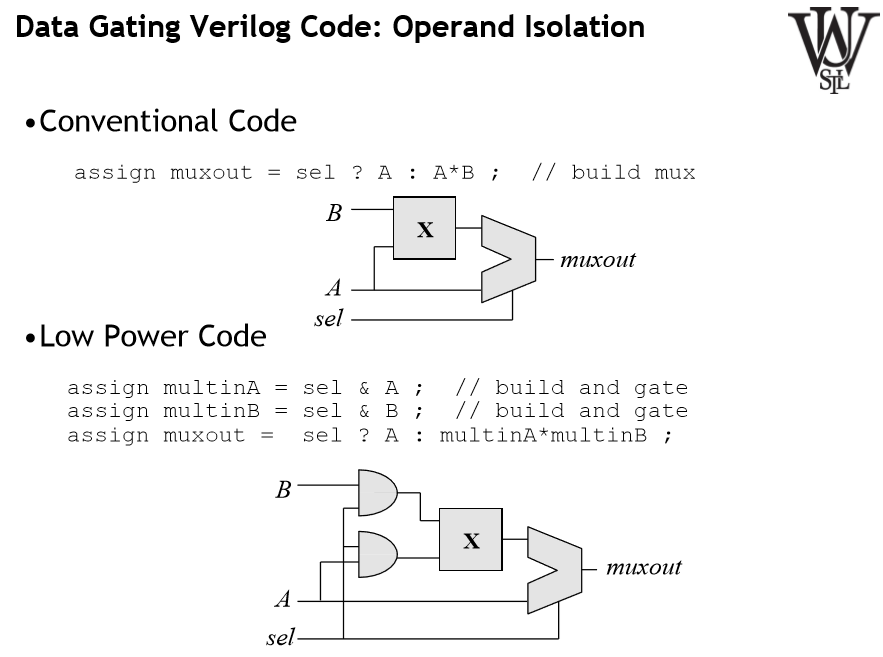 Data Gating Verilog Code: Operand Isolation
WU
STL
•Conventional Code
assign muxout = sel ? A : A*B ;  // build mux
B
X
muxout
A
sel
•Low Power Code
assign multinA = sel & A ;  // build and gate
assign multinB = sel & B ;  // build and gate
assign muxout =  sel ? A : multinA*multinB ;
B
X
muxout
A
sel